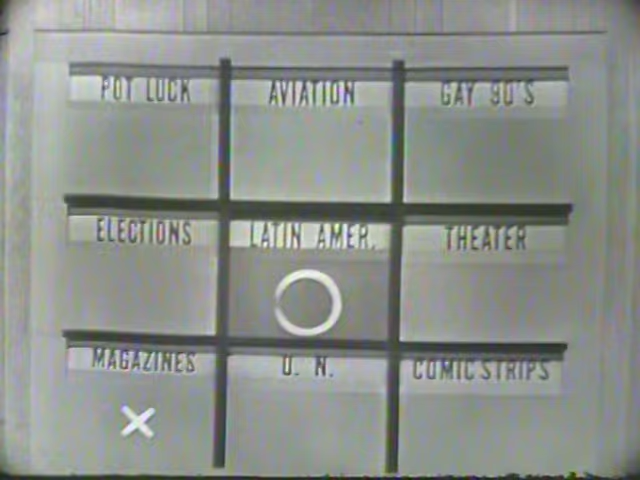 POT LUCK AVIATION GAY 90'S
ELECTIONS LATIN AMER. THEATER
O
MAGAZINES U. N. COMIC STRIPS
X